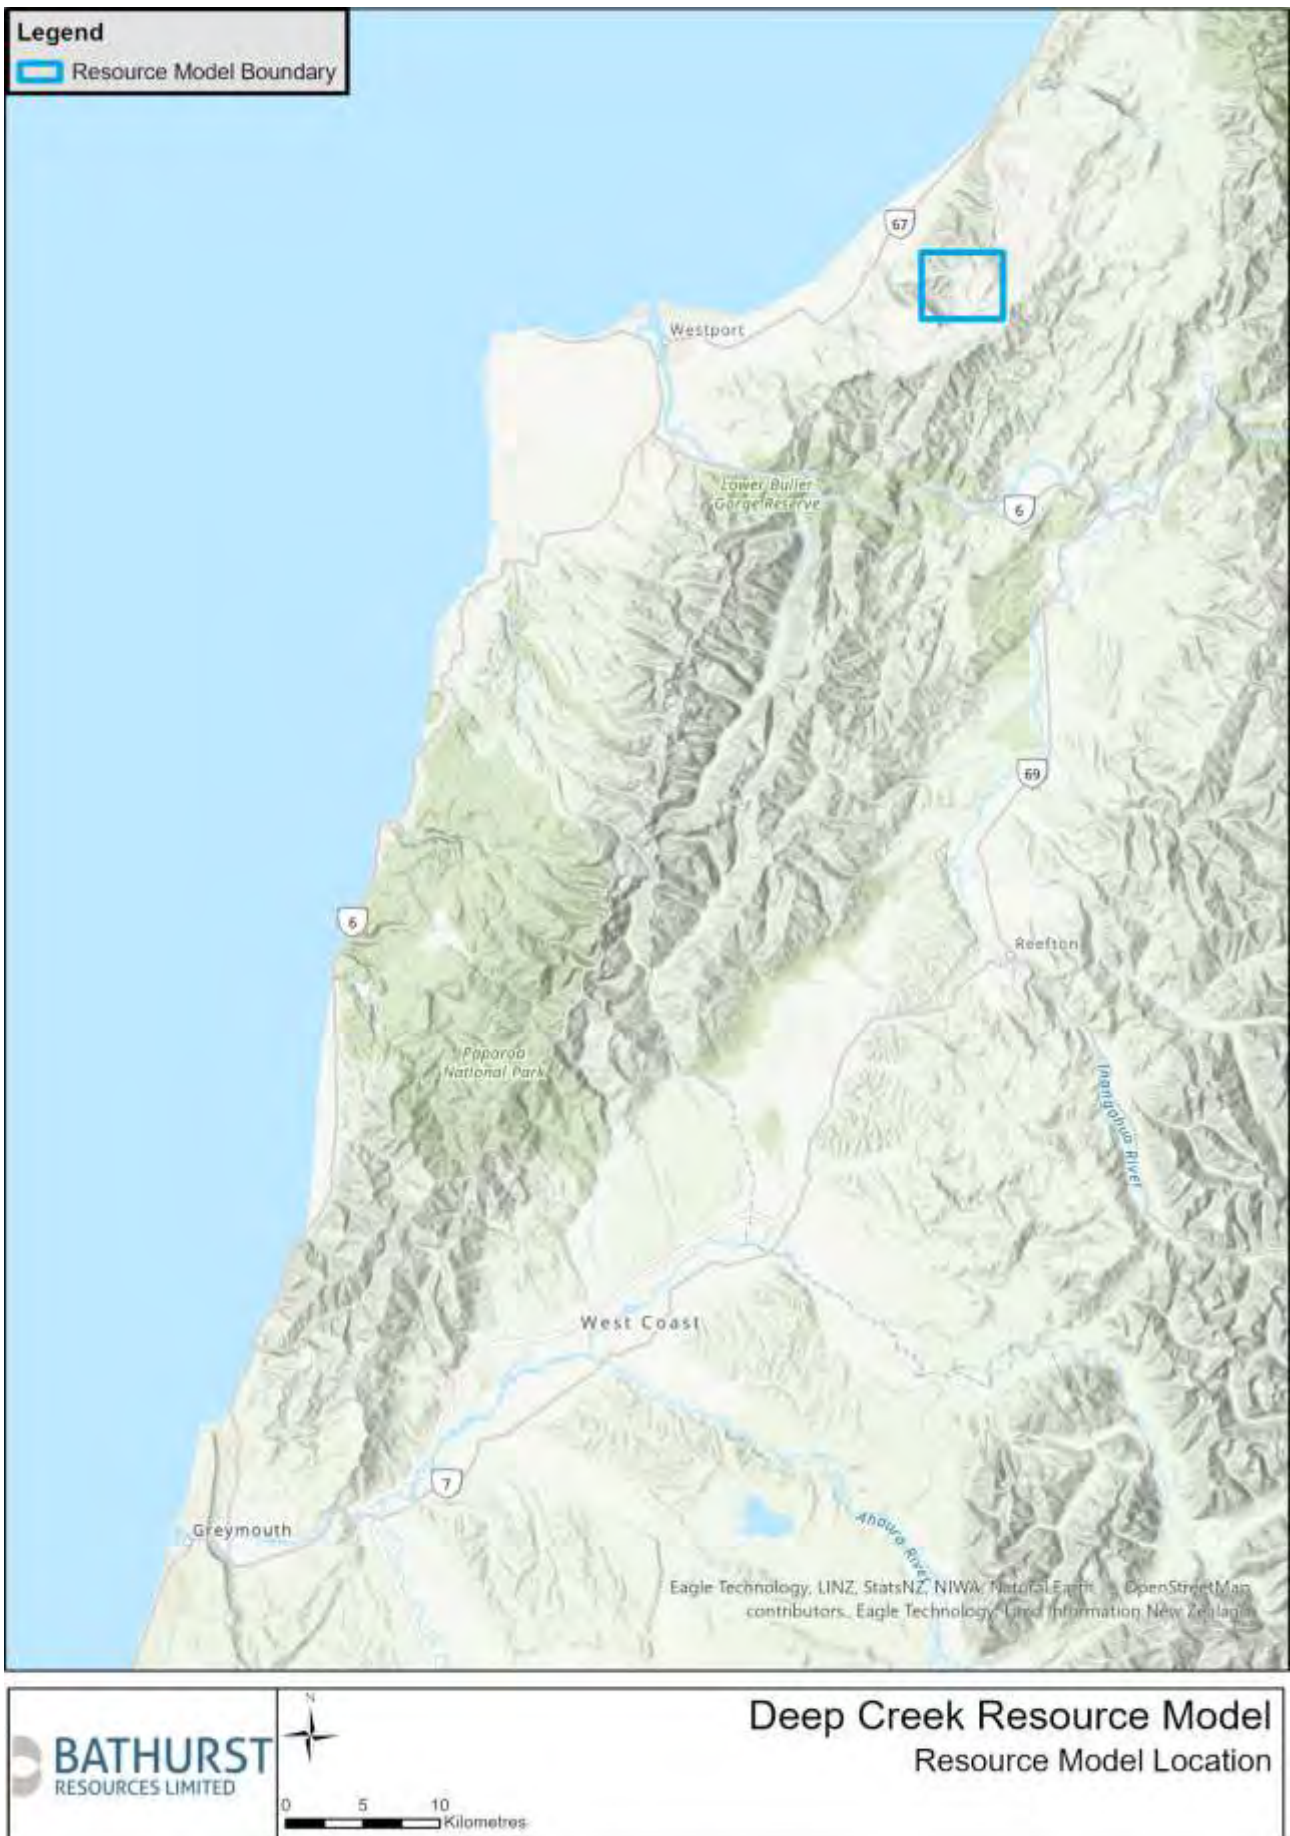 Legend
Resource Model Boundary
67
Westport
Lower Buller
Gorge Reserve
6
69
6
Reefton
Paparoa
National Park
Inangahua River
West Coast
7
Greymouth
Ahaura River
Eagle Technology, LINZ, StatsNZ, NIWA, Natural Earth, © OpenStreetMap
contributors., Eagle Technology, Land Information New Zealand
BATHURST
RESOURCES LIMITED
N
0 5 10
Kilometres
Deep Creek Resource Model
Resource Model Location